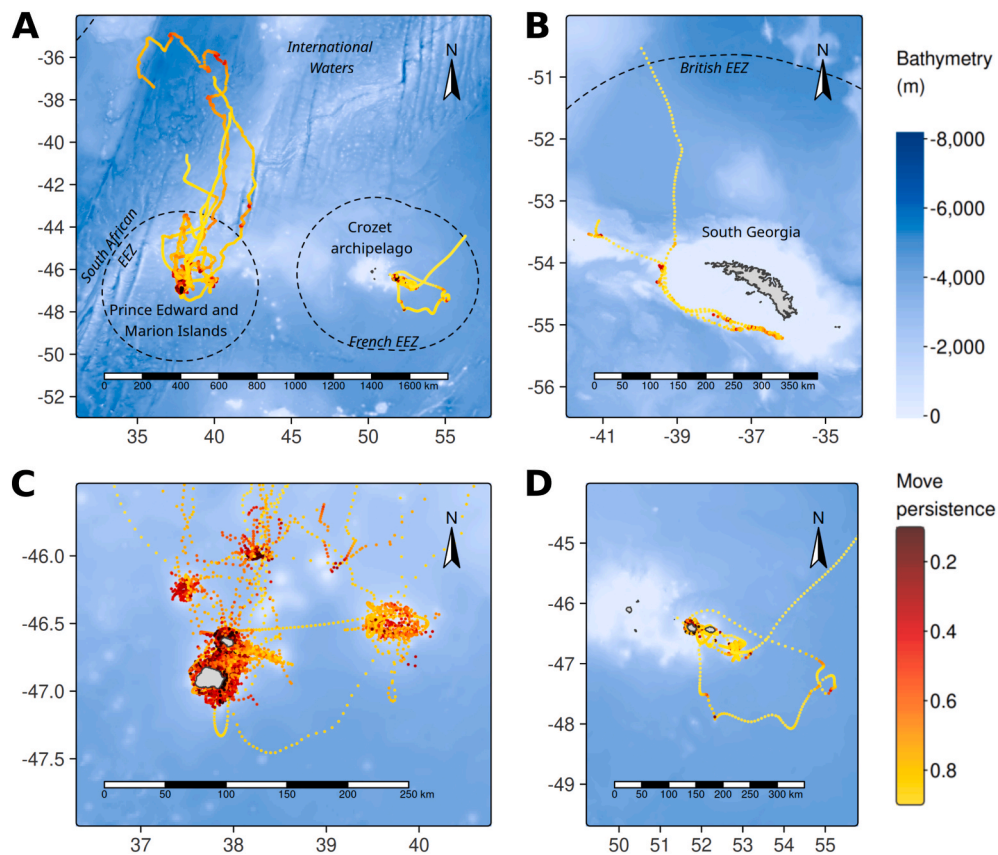 A
International
Waters
N
South African
EEZ
Crozet
archipelago
Prince Edward and
Marion Islands
French EEZ
0 200 400 600 800 1000 1200 1400 1600 km
-36
-38
-40
-42
-44
-46
-48
-50
-52
35 40 45 50 55
B
British EEZ
N
South Georgia
0 50 100 150 200 250 300 350 km
-51
-52
-53
-54
-55
-56
-41 -39 -37 -35
Bathymetry
(m)
-8,000
-6,000
-4,000
-2,000
0
C
N
-46.0
-46.5
-47.0
-47.5
0 50 100 150 200 250 km
37 38 39 40
D
N
-45
-46
-47
-48
-49
0 50 100 150 200 250 300 km
50 51 52 53 54 55
Move
persistence
0.2
0.4
0.6
0.8